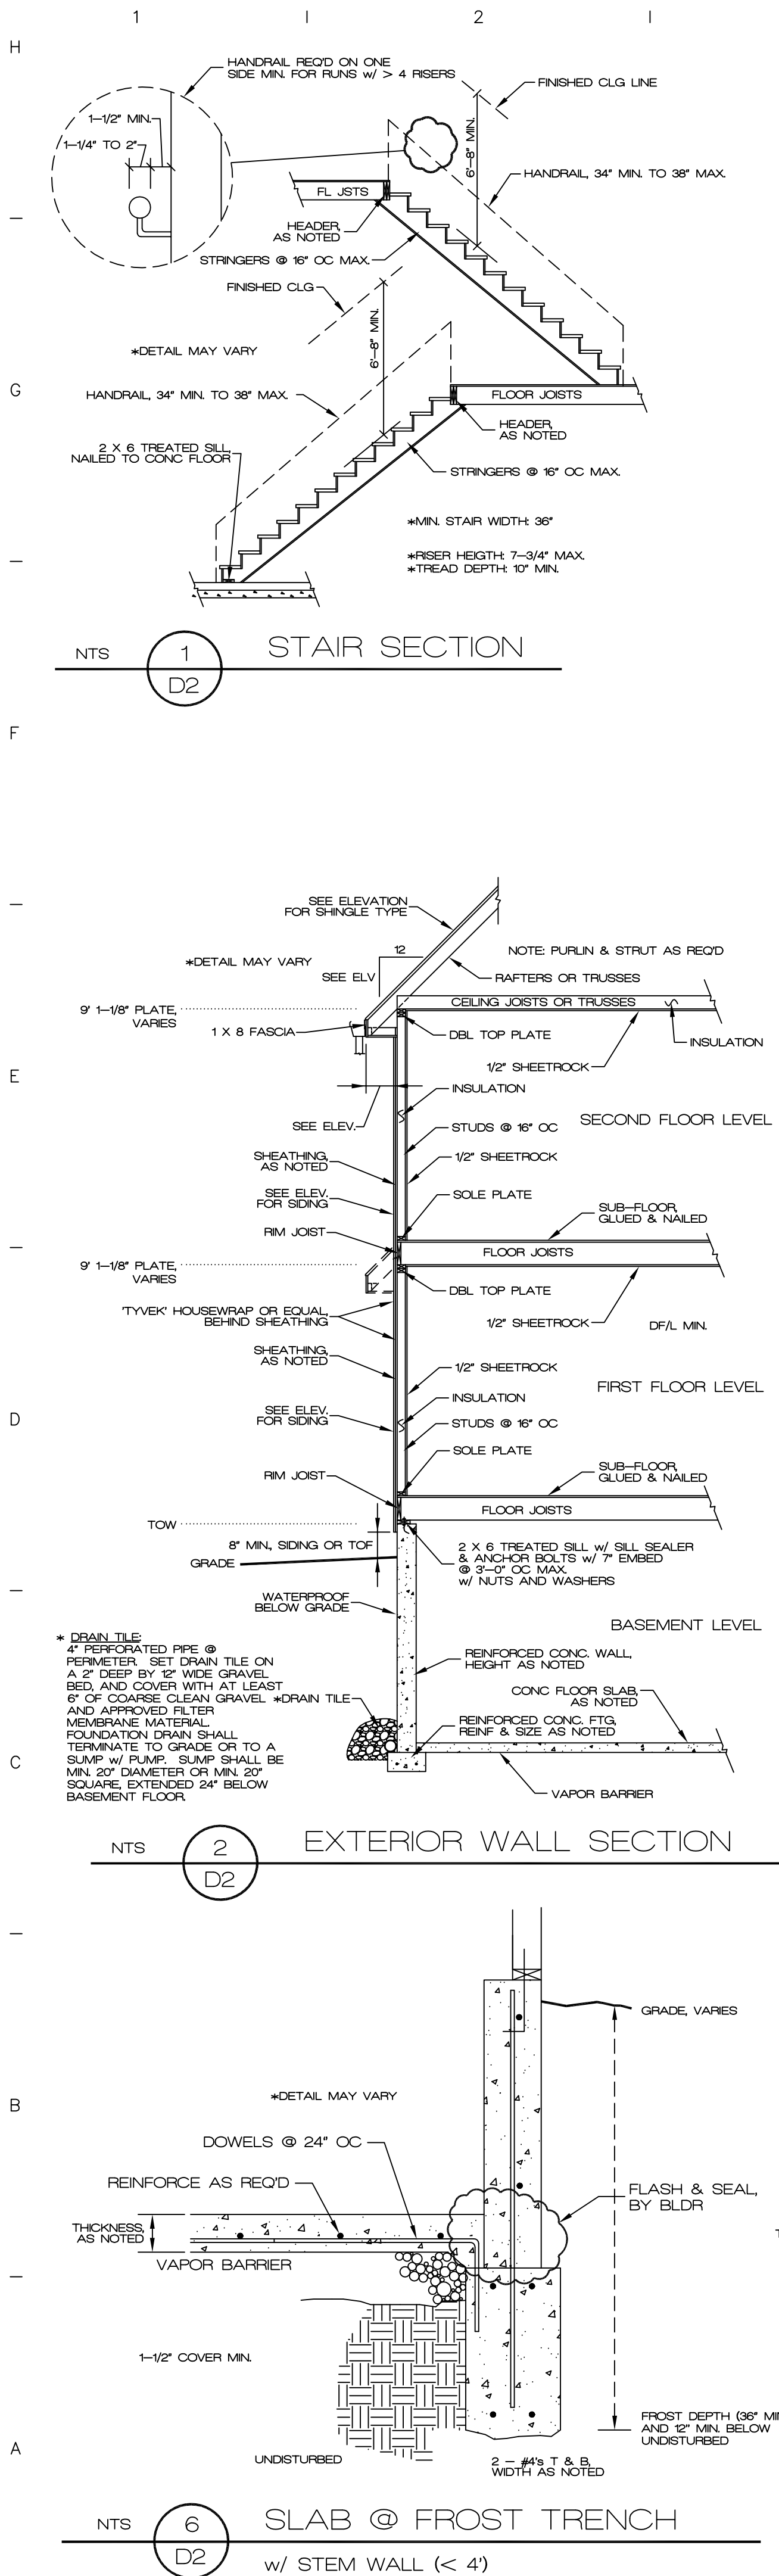 1
2
H
HANDRAIL REQ'D ON ONE
SIDE MIN. FOR RUNS w/ > 4 RISERS
FINISHED CLG LINE
1-1/2" MIN.
1-1/4" TO 2"
6'-8" MIN.
HANDRAIL, 34" MIN. TO 38" MAX.
FL JSTS
HEADER,
AS NOTED
STRINGERS @ 16" OC MAX.
FINISHED CLG
6'-8" MIN.
*DETAIL MAY VARY
G
HANDRAIL, 34" MIN. TO 38" MAX.
FLOOR JOISTS
HEADER,
AS NOTED
2 X 6 TREATED SILL,
NAILED TO CONC FLOOR
STRINGERS @ 16" OC MAX.
*MIN. STAIR WIDTH: 36"
*RISER HEIGTH: 7-3/4" MAX.
*TREAD DEPTH: 10" MIN.
NTS
1
D2
STAIR SECTION
F
SEE ELEVATION
FOR SHINGLE TYPE
*DETAIL MAY VARY
12
SEE ELV
NOTE: PURLIN & STRUT AS REQ'D
RAFTERS OR TRUSSES
9' 1-1/8" PLATE,
VARIES
CEILING JOISTS OR TRUSSES
1 X 8 FASCIA
DBL TOP PLATE
INSULATION
1/2" SHEETROCK
E
INSULATION
SEE ELEV.
STUDS @ 16" OC
SECOND FLOOR LEVEL
SHEATHING,
AS NOTED
1/2" SHEETROCK
SEE ELEV.
FOR SIDING
SOLE PLATE
SUB-FLOOR,
GLUED & NAILED
RIM JOIST
FLOOR JOISTS
9' 1-1/8" PLATE,
VARIES
DBL TOP PLATE
'TYVEK' HOUSEWRAP OR EQUAL,
BEHIND SHEATHING
1/2" SHEETROCK
DF/L MIN.
SHEATHING,
AS NOTED
1/2" SHEETROCK
FIRST FLOOR LEVEL
INSULATION
D
SEE ELEV.
FOR SIDING
STUDS @ 16" OC
SOLE PLATE
SUB-FLOOR,
GLUED & NAILED
RIM JOIST
FLOOR JOISTS
TOW
8" MIN., SIDING OR TOF
GRADE
2 X 6 TREATED SILL w/ SILL SEALER
& ANCHOR BOLTS w/ 7" EMBED
@ 3'-0" OC MAX.
w/ NUTS AND WASHERS
WATERPROOF
BELOW GRADE
BASEMENT LEVEL
* DRAIN TILE:
4" PERFORATED PIPE @
PERIMETER. SET DRAIN TILE ON
A 2" DEEP BY 12" WIDE GRAVEL
BED, AND COVER WITH AT LEAST
6" OF COARSE CLEAN GRAVEL
AND APPROVED FILTER
MEMBRANE MATERIAL.
FOUNDATION DRAIN SHALL
TERMINATE TO GRADE OR TO A
SUMP w/ PUMP. SUMP SHALL BE
MIN. 20" DIAMETER OR MIN. 20"
SQUARE, EXTENDED 24" BELOW
BASEMENT FLOOR.
*DRAIN TILE
REINFORCED CONC. WALL,
HEIGHT AS NOTED
CONC FLOOR SLAB,
AS NOTED
REINFORCED CONC. FTG,
REINF & SIZE AS NOTED
C
VAPOR BARRIER
NTS
2
D2
EXTERIOR WALL SECTION
GRADE, VARIES
B
*DETAIL MAY VARY
DOWELS @ 24" OC
REINFORCE AS REQ'D
FLASH & SEAL,
BY BLDR
THICKNESS,
AS NOTED
VAPOR BARRIER
1-1/2" COVER MIN.
FROST DEPTH (36" MIN
AND 12" MIN. BELOW
UNDISTURBED
A
UNDISTURBED
2 - #4's T & B,
WIDTH AS NOTED
NTS
6
D2
SLAB @ FROST TRENCH
w/ STEM WALL (< 4')